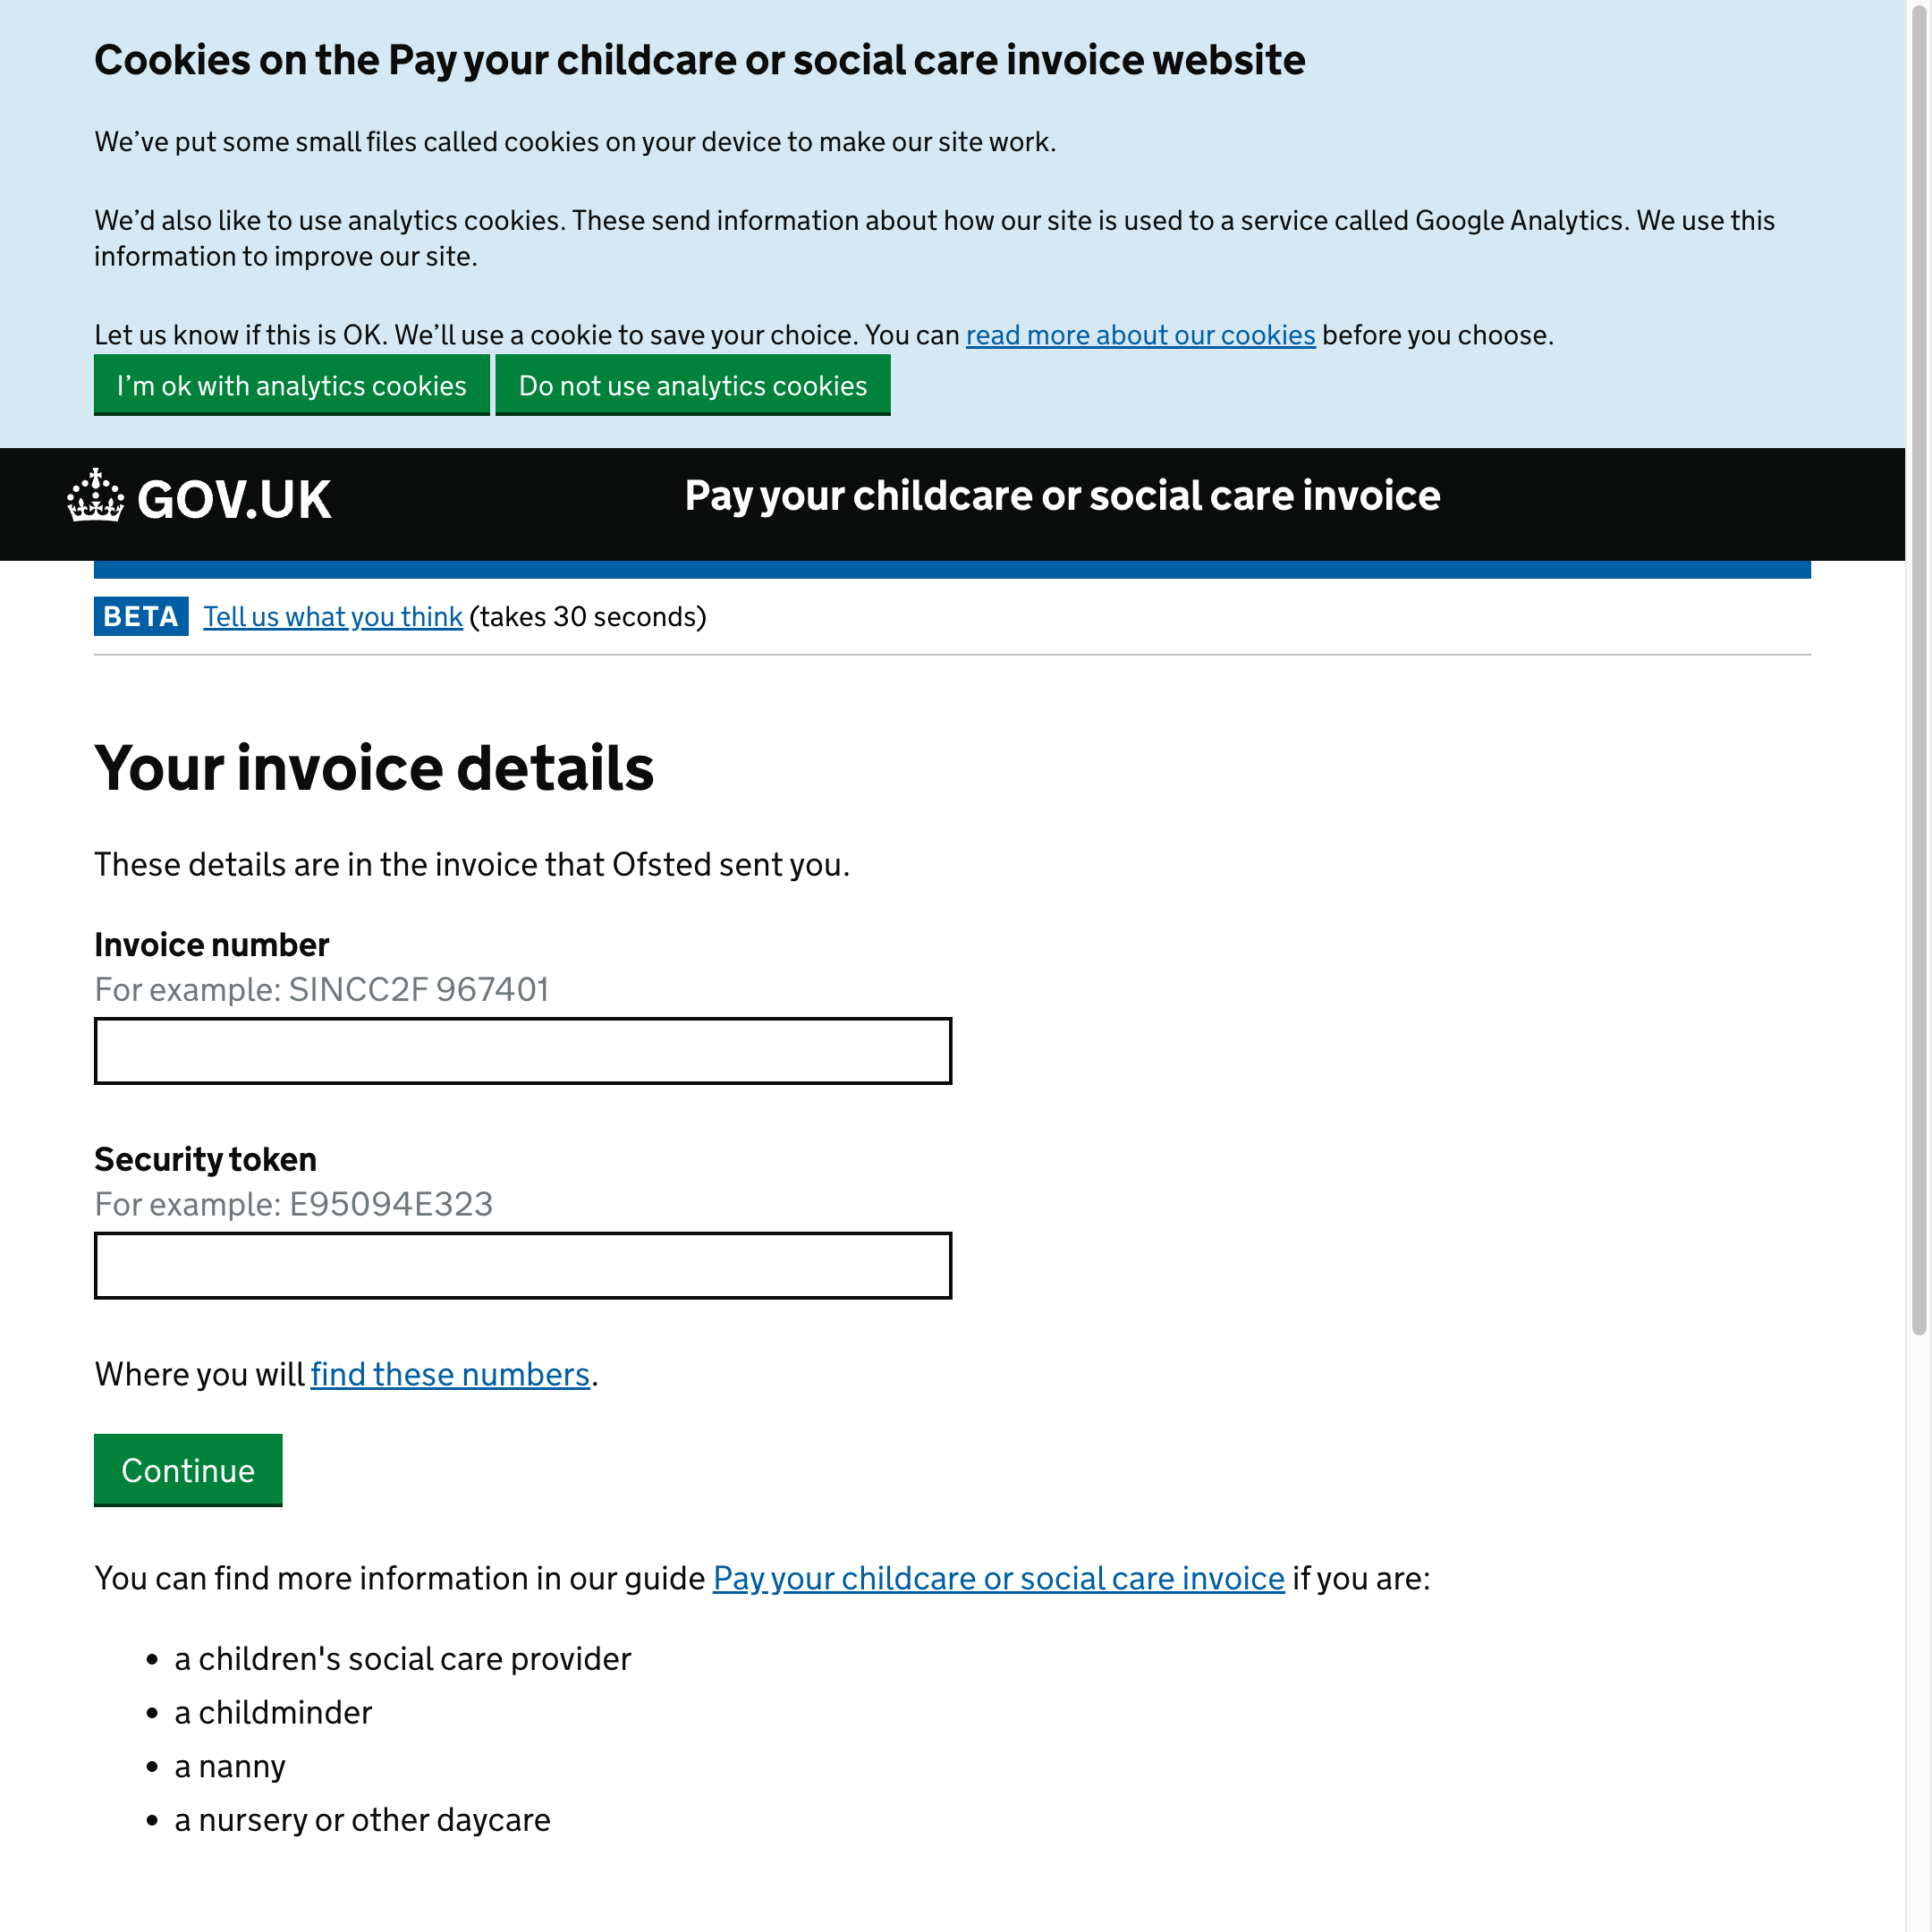 Cookies on the Pay your childcare or social care invoice website
We’ve put some small files called cookies on your device to make our site work.
We’d also like to use analytics cookies. These send information about how our site is used to a service called Google Analytics. We use this
information to improve our site.
Let us know if this is OK. We’ll use a cookie to save your choice. You can read more about our cookies before you choose.
I’m ok with analytics cookies Do not use analytics cookies
GOV.UK Pay your childcare or social care invoice
BETA Tell us what you think (takes 30 seconds)
Your invoice details
These details are in the invoice that Ofsted sent you.
Invoice number
For example: SINCC2F 967401
Security token
For example: E95094E323
Where you will find these numbers.
Continue
You can find more information in our guide Pay your childcare or social care invoice if you are:
• a children's social care provider
• a childminder
• a nanny
• a nursery or other daycare